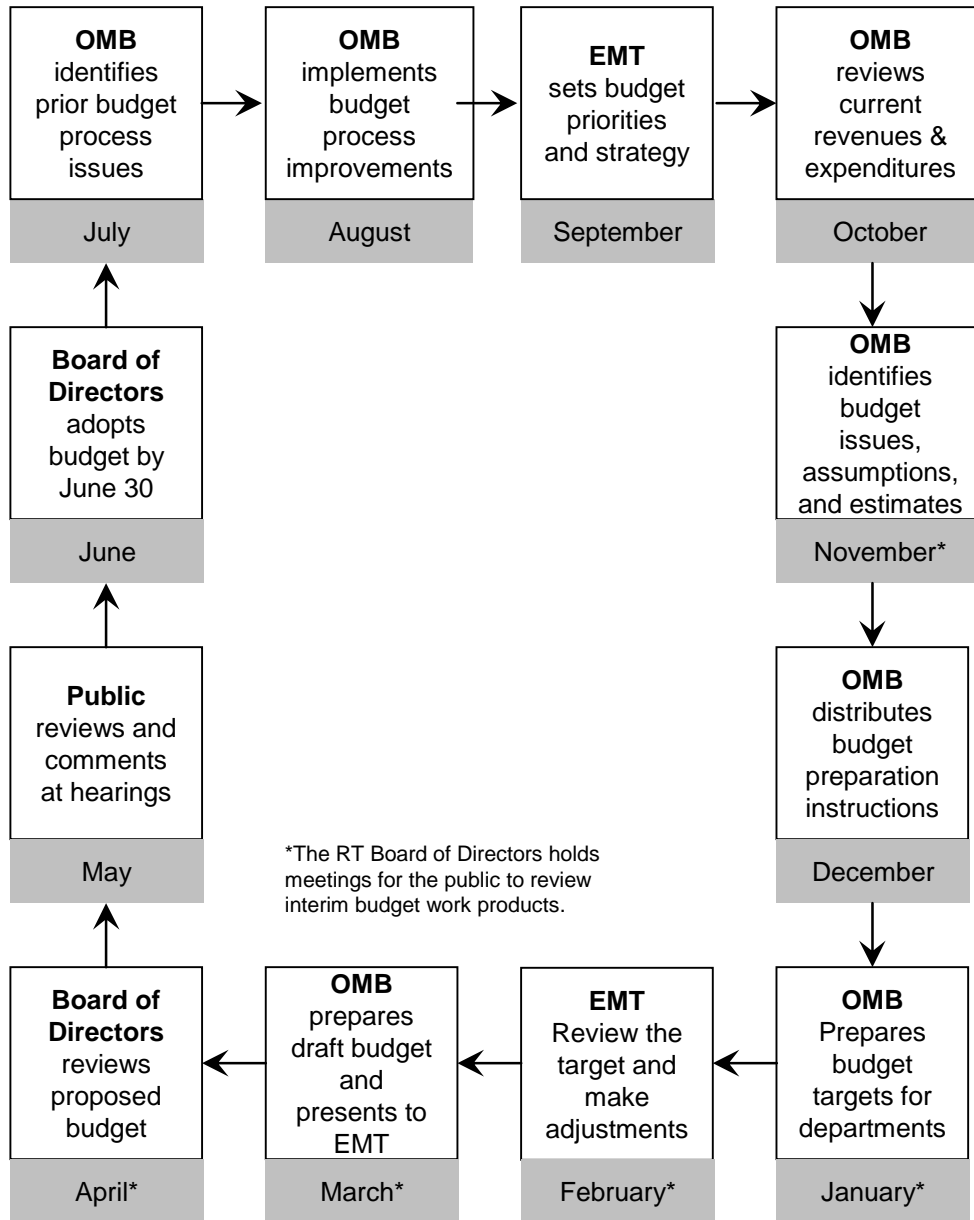 OMB
identifies
prior budget
process
issues
July
OMB
implements
budget
process
improvements
August
EMT
sets budget
priorities
and strategy
September
OMB
reviews
current
revenues &
expenditures
October
OMB
identifies
budget
issues,
assumptions,
and estimates
November*
OMB
distributes
budget
preparation
instructions
December
OMB
Prepares
budget
targets for
departments
January*
EMT
Review the
target and
make
adjustments
February*
OMB
prepares
draft budget
and
presents to
EMT
March*
Board of
Directors
reviews
proposed
budget
April*
Public
reviews and
comments
at hearings
May
Board of
Directors
adopts
budget by
June 30
June
*The RT Board of Directors holds
meetings for the public to review
interim budget work products.